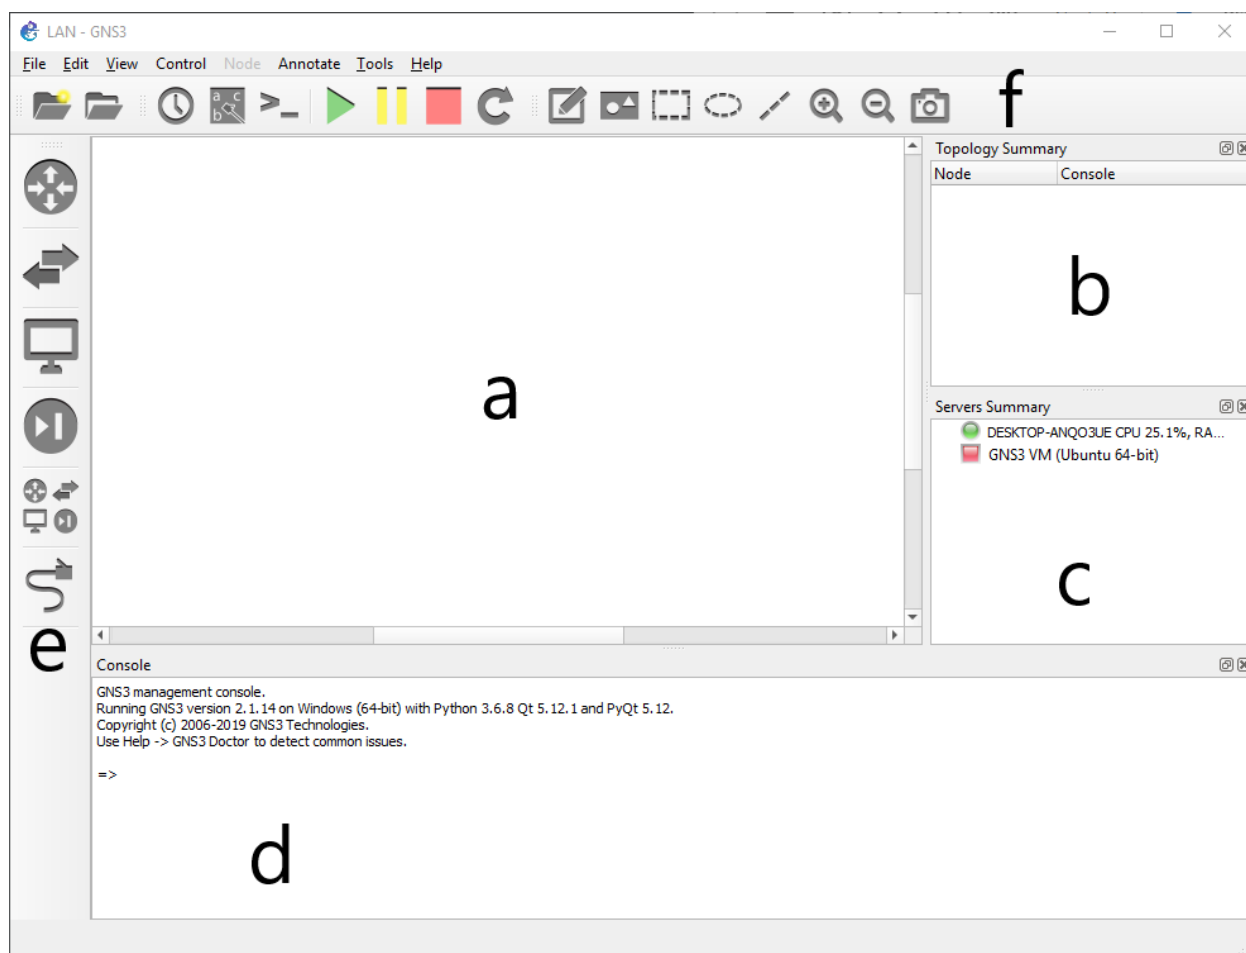 LAN - GNS3
File Edit View Control Node Annotate Tools Help
f
Topology Summary
Node Console
b
a
Servers Summary
DESKTOP-ANQO3UE CPU 25.1%, RA...
GNS3 VM (Ubuntu 64-bit)
c
e
Console
GNS3 management console.
Running GNS3 version 2.1.14 on Windows (64-bit) with Python 3.6.8 Qt 5.12.1 and PyQt 5.12.
Copyright (c) 2006-2019 GNS3 Technologies.
Use Help -> GNS3 Doctor to detect common issues.
=>
d